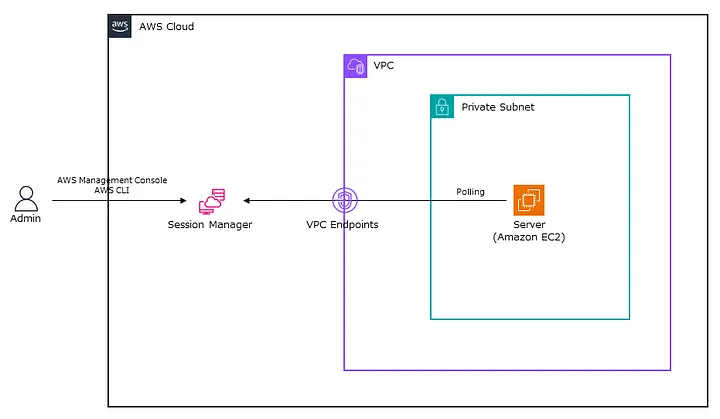 aws
AWS Cloud
VPC
Private Subnet
AWS Management Console
AWS CLI
Polling
Admin
Session Manager
VPC Endpoints
Server
(Amazon EC2)